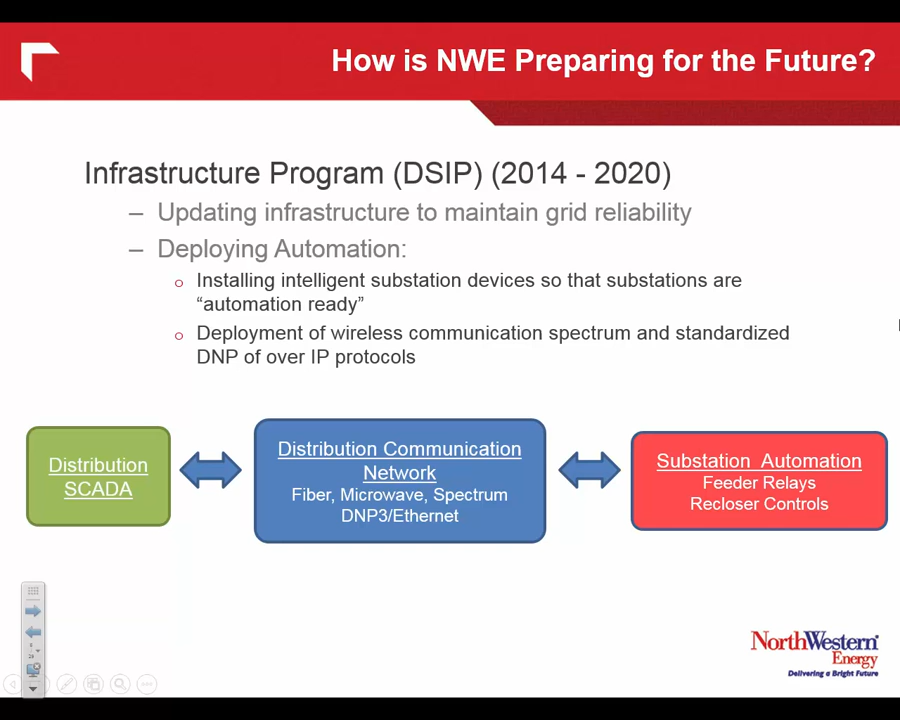 How is NWE Preparing for the Future?
Infrastructure Program (DSIP) (2014 - 2020)
– Updating infrastructure to maintain grid reliability
– Deploying Automation:
o Installing intelligent substation devices so that substations are
“automation ready”
o Deployment of wireless communication spectrum and standardized
DNP of over IP protocols
Distribution
SCADA
Distribution Communication
Network
Fiber, Microwave, Spectrum
DNP3/Ethernet
Substation Automation
Feeder Relays
Recloser Controls
NorthWestern
Energy
Delivering a Bright Future